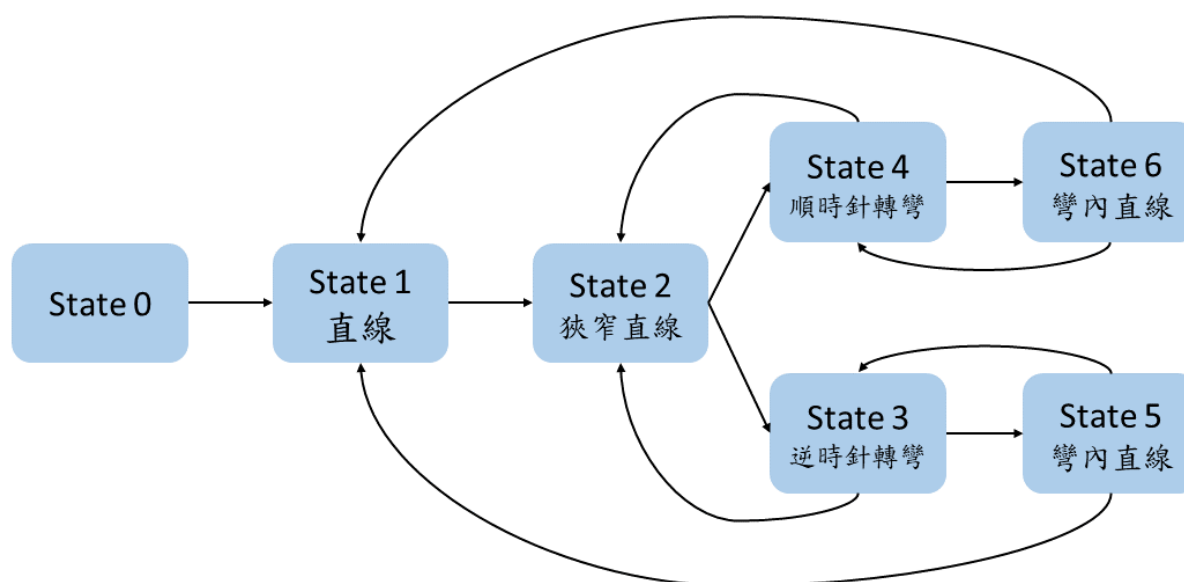 State 0
State 1
直線
State 2
狹窄直線
State 4
順時針轉彎
State 6
彎內直線
State 3
逆時針轉彎
State 5
彎內直線